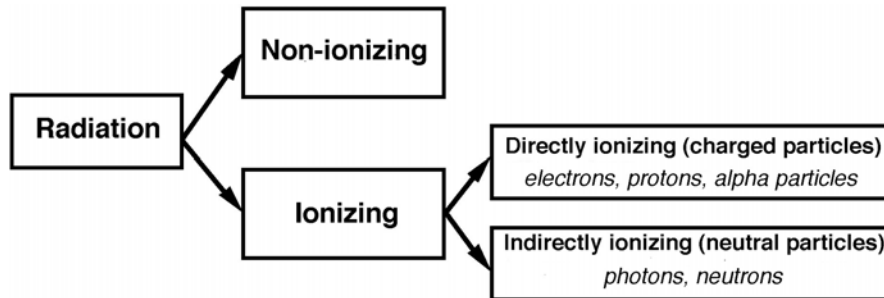 Non-ionizing
Radiation
Directly ionizing (charged particles)
electrons, protons, alpha particles
Ionizing
Indirectly ionizing (neutral particles)
photons, neutrons